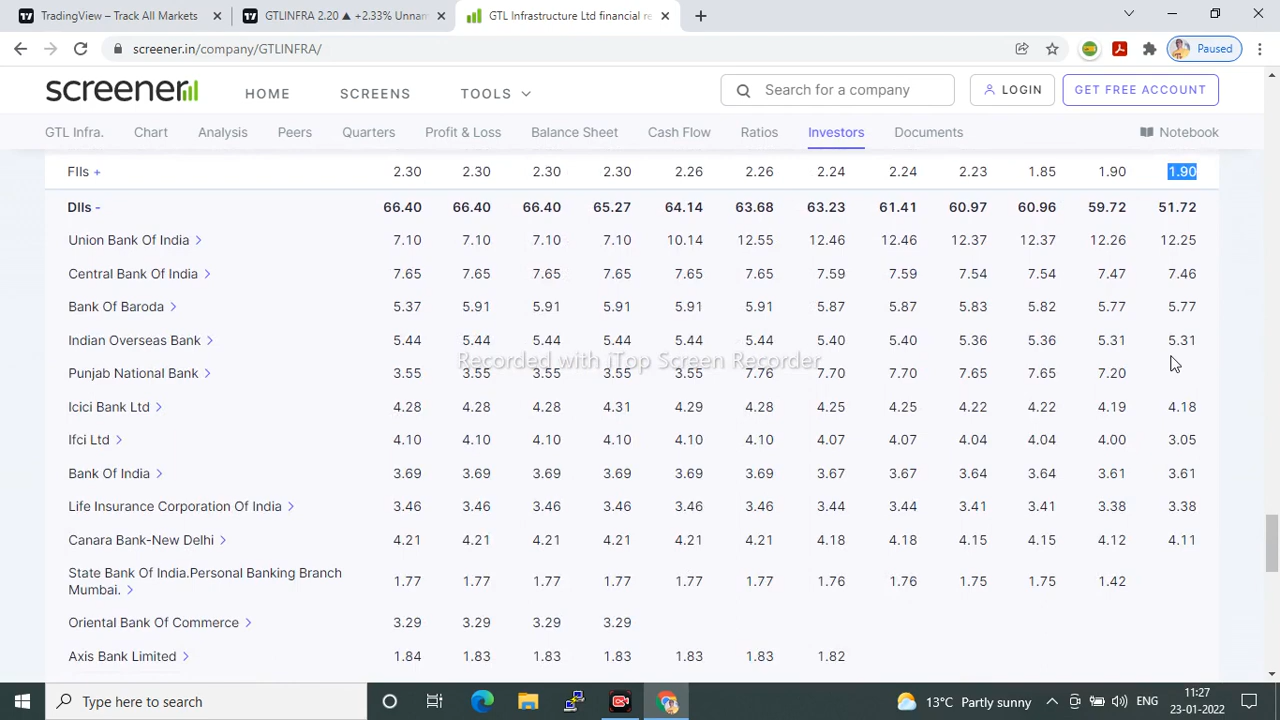 TradingView – Track All Markets
GTLINFRA 2.20 ▲ +2.33% Unnam
GTL Infrastructure Ltd financial re
screener.in/company/GTLINFRA/
Paused
screener
HOME
SCREENS
TOOLS
Search for a company
LOGIN
GET FREE ACCOUNT
GTL Infra. Chart Analysis Peers Quarters Profit & Loss Balance Sheet Cash Flow Ratios Investors Documents Notebook
FIIs + 2.30 2.30 2.30 2.30 2.26 2.26 2.24 2.24 2.23 1.85 1.90 1.90
DIIs - 66.40 66.40 66.40 65.27 64.14 63.68 63.23 61.41 60.97 60.96 59.72 51.72
Union Bank Of India 7.10 7.10 7.10 7.10 10.14 12.55 12.46 12.46 12.37 12.37 12.26 12.25
Central Bank Of India 7.65 7.65 7.65 7.65 7.65 7.65 7.59 7.59 7.54 7.54 7.47 7.46
Bank Of Baroda 5.37 5.91 5.91 5.91 5.91 5.91 5.87 5.87 5.83 5.82 5.77 5.77
Indian Overseas Bank 5.44 5.44 5.44 5.44 5.44 5.44 5.40 5.40 5.36 5.36 5.31 5.31
Recorded with iTop Screen Recorder
Punjab National Bank 3.55 3.55 3.55 3.55 3.55 7.76 7.70 7.70 7.65 7.65 7.20
Icici Bank Ltd 4.28 4.28 4.28 4.31 4.29 4.28 4.25 4.25 4.22 4.22 4.19 4.18
Ifci Ltd 4.10 4.10 4.10 4.10 4.10 4.10 4.07 4.07 4.04 4.04 4.00 3.05
Bank Of India 3.69 3.69 3.69 3.69 3.69 3.69 3.67 3.67 3.64 3.64 3.61 3.61
Life Insurance Corporation Of India 3.46 3.46 3.46 3.46 3.46 3.46 3.44 3.44 3.41 3.41 3.38 3.38
Canara Bank-New Delhi 4.21 4.21 4.21 4.21 4.21 4.21 4.18 4.18 4.15 4.15 4.12 4.11
State Bank Of India.Personal Banking Branch
Mumbai. 1.77 1.77 1.77 1.77 1.77 1.77 1.76 1.76 1.75 1.75 1.42
Oriental Bank Of Commerce 3.29 3.29 3.29 3.29
Axis Bank Limited 1.84 1.83 1.83 1.83 1.83 1.83 1.82
Type here to search
13°C Partly sunny
ENG
11:27
23-01-2022